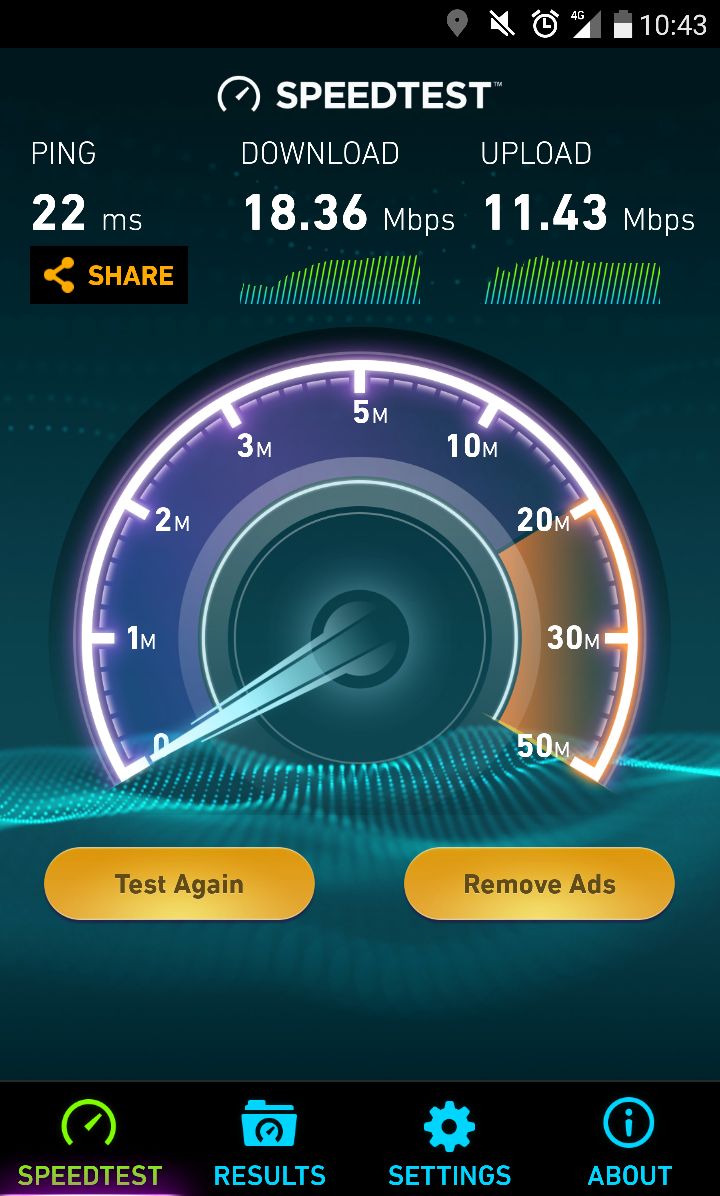 4G 10:43
SPEEDTEST™
PING DOWNLOAD UPLOAD
22 ms 18.36 Mbps 11.43 Mbps
SHARE
5M
3M 10M
2M 20M
1M 30M
0 50M
Test Again Remove Ads
SPEEDTEST RESULTS SETTINGS ABOUT